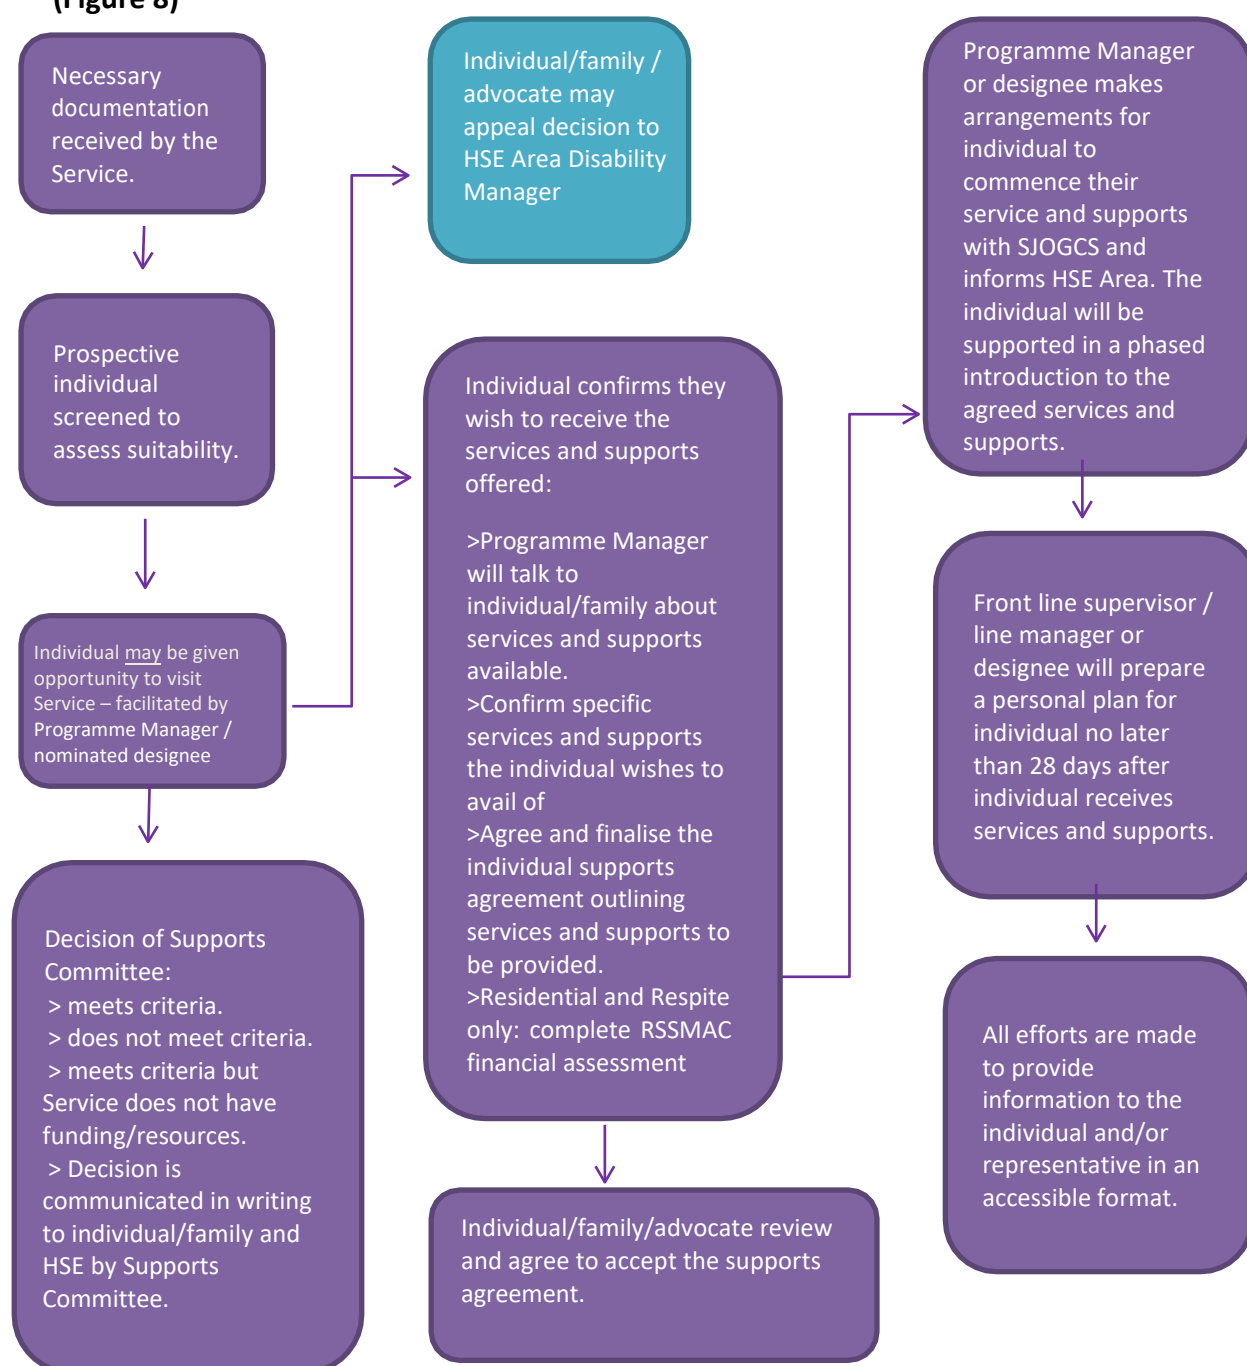 (Figure 8)
Necessary
documentation
received by the
Service.
Prospective
individual
screened to
assess suitability.
Individual may be given
opportunity to visit
Service – facilitated by
Programme Manager /
nominated designee
Decision of Supports
Committee:
> meets criteria.
> does not meet criteria.
> meets criteria but
Service does not have
funding/resources.
> Decision is
communicated in writing
to individual/family and
HSE by Supports
Committee.
Individual/family /
advocate may
appeal decision to
HSE Area Disability
Manager
Individual confirms they
wish to receive the
services and supports
offered:
>Programme Manager
will talk to
individual/family about
services and supports
available.
>Confirm specific
services and supports
the individual wishes to
avail of
>Agree and finalise the
individual supports
agreement outlining
services and supports to
be provided.
>Residential and Respite
only: complete RSSMAC
financial assessment
Individual/family/advocate review
and agree to accept the supports
agreement.
Programme Manager
or designee makes
arrangements for
individual to
commence their
service and supports
with SJOGCS and
informs HSE Area. The
individual will be
supported in a phased
introduction to the
agreed services and
supports.
Front line supervisor /
line manager or
designee will prepare
a personal plan for
individual no later
than 28 days after
individual receives
services and supports.
All efforts are made
to provide
information to the
individual and/or
representative in an
accessible format.